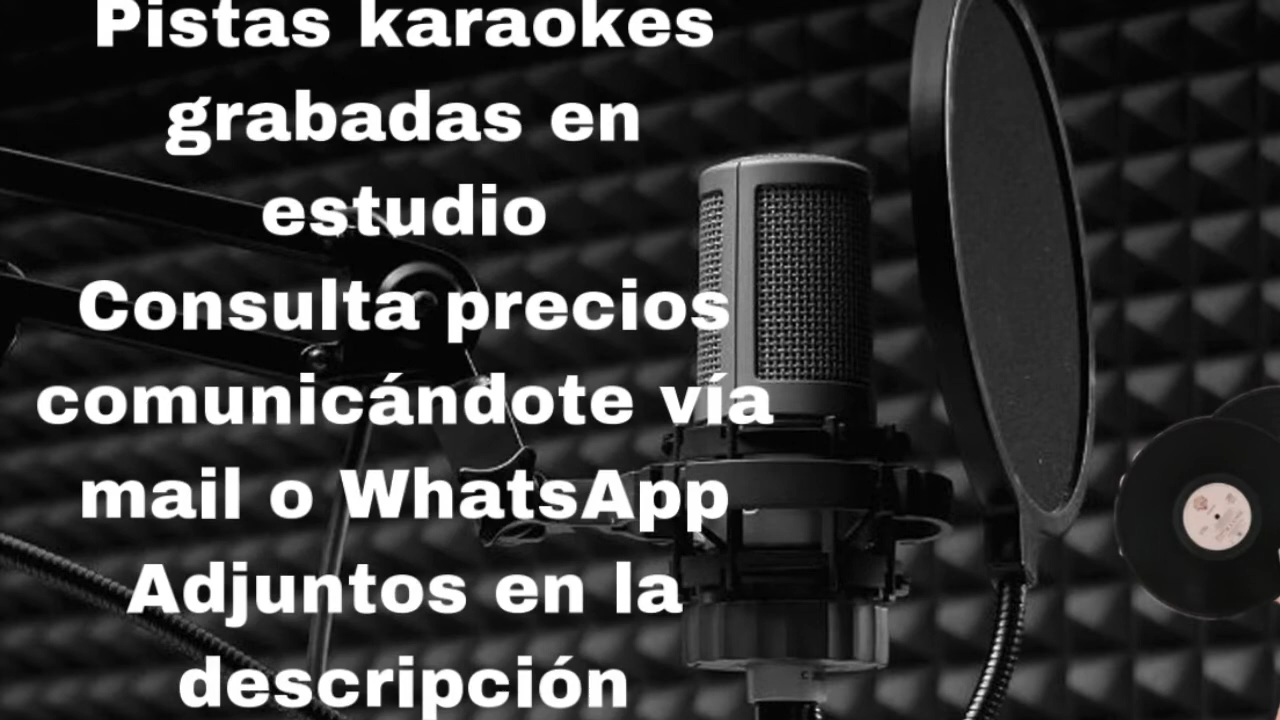 Pistas karaokes
grabadas en
estudio
Consulta precios
comunicándote vía
mail o WhatsApp
Adjuntos en la
descripción